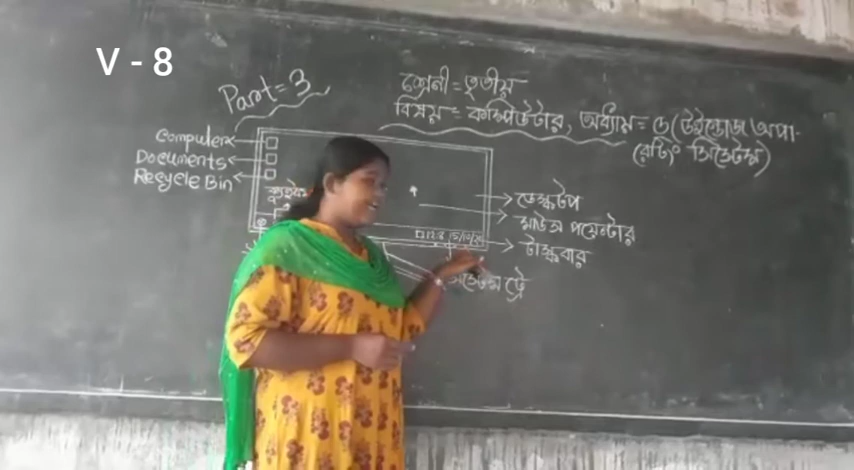 V - 8
Part = 3
শ্রেনী = তৃতীয়
বিষয় = কম্পিউটার, অধ্যায় = ৩ (উইন্ডোজ অপা-
রেটিং সিস্টেম)
Computer
Documents
Recycle Bin
ডেস্কটপ
মাউস পয়েন্টার
টাস্কবার
সিস্টেম ট্রে